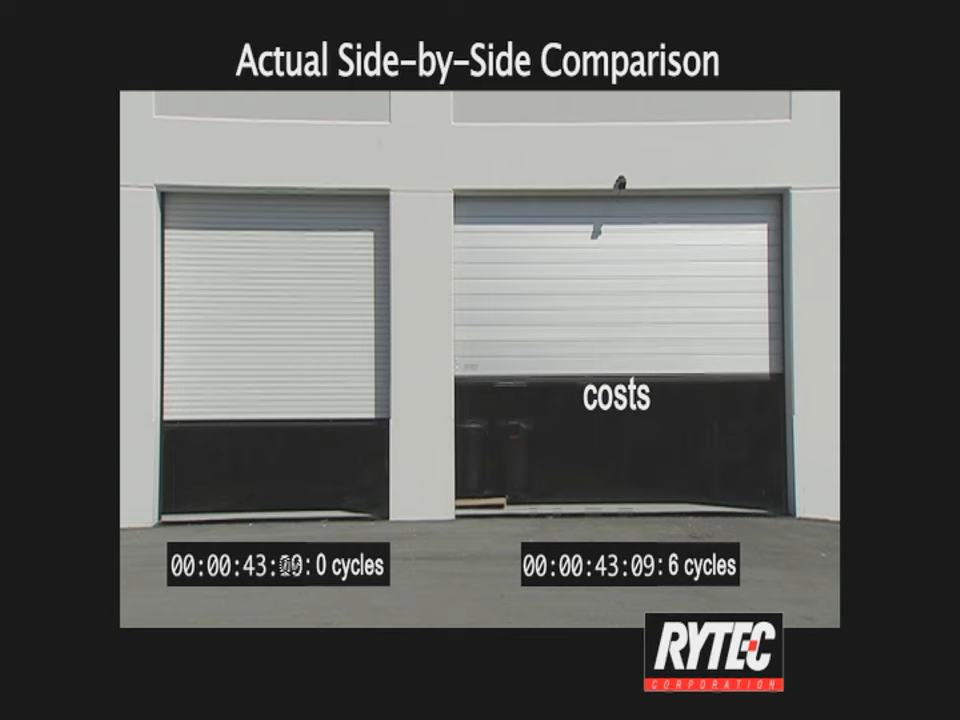 Actual Side-by-Side Comparison
costs
00:00:43: : 0 cycles
00:00:43:09: 6 cycles
RYTEC
CORPORATION